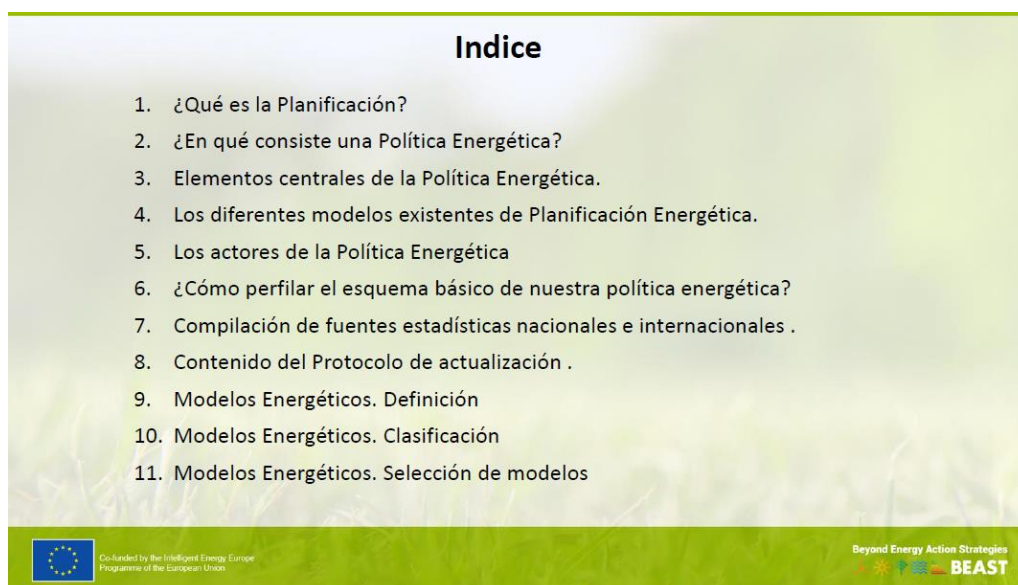 Indice
1. ¿Qué es la Planificación?
2. ¿En qué consiste una Política Energética?
3. Elementos centrales de la Política Energética.
4. Los diferentes modelos existentes de Planificación Energética.
5. Los actores de la Política Energética
6. ¿Cómo perfilar el esquema básico de nuestra política energética?
7. Compilación de fuentes estadísticas nacionales e internacionales .
8. Contenido del Protocolo de actualización .
9. Modelos Energéticos. Definición
10. Modelos Energéticos. Clasificación
11. Modelos Energéticos. Selección de modelos
Co-funded by the Intelligent Energy Europe
Programme of the European Union
Beyond Energy Action Strategies
BEAST